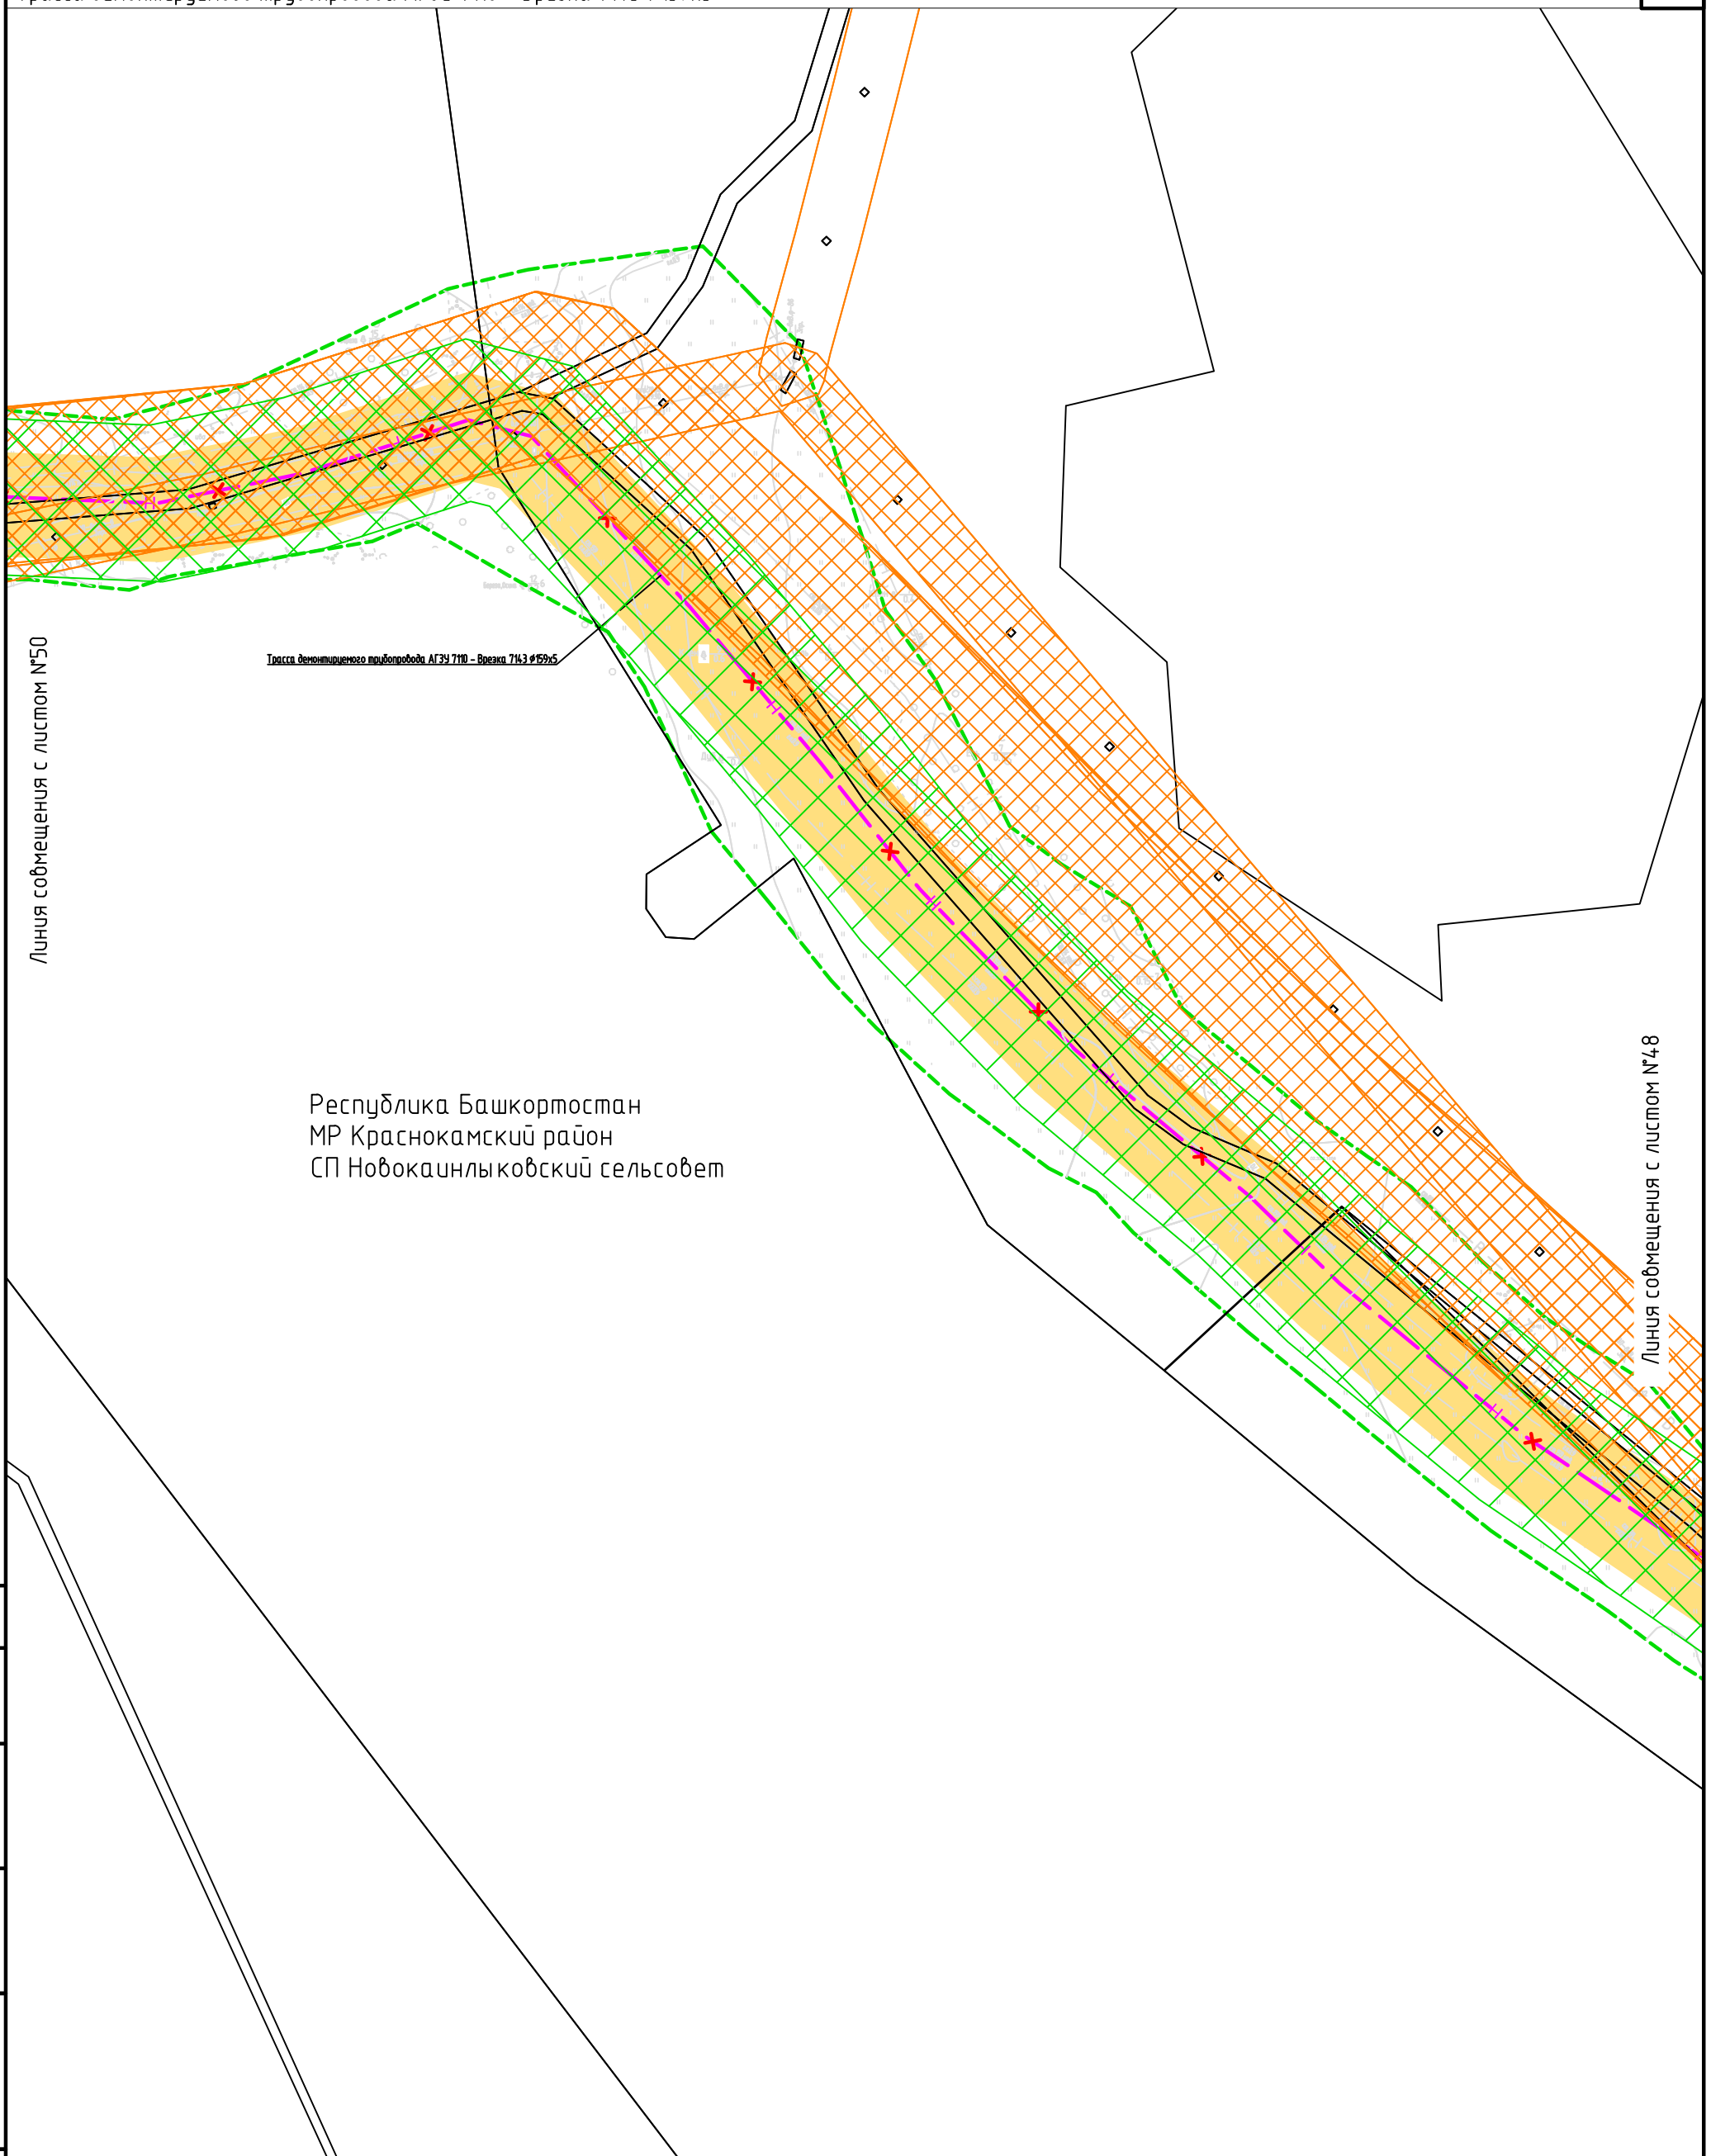 Линия совмещения с листом №50
Трасса демонтируемого трубопровода АГЗУ 7110 - Врезка 7143 ø159х5
Республика Башкортостан
МР Краснокамский район
СП Новокаинлыковский сельсовет
Линия совмещения с листом №48